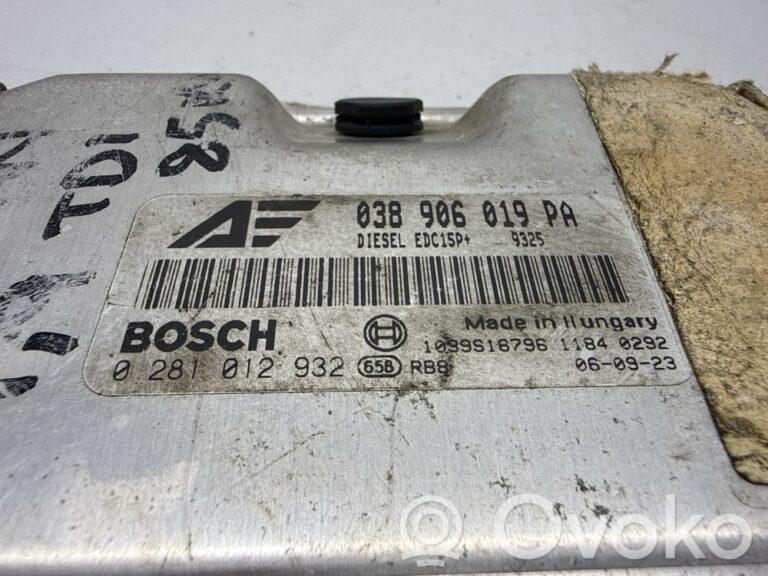 TDI
85
AF
038 906 019 PA
DIESEL EDC15P+ 9325
BOSCH
Made in Hungary
1039S16796 1184 0292
0 281 012 932 658 RB8 06-09-23
Ovoko